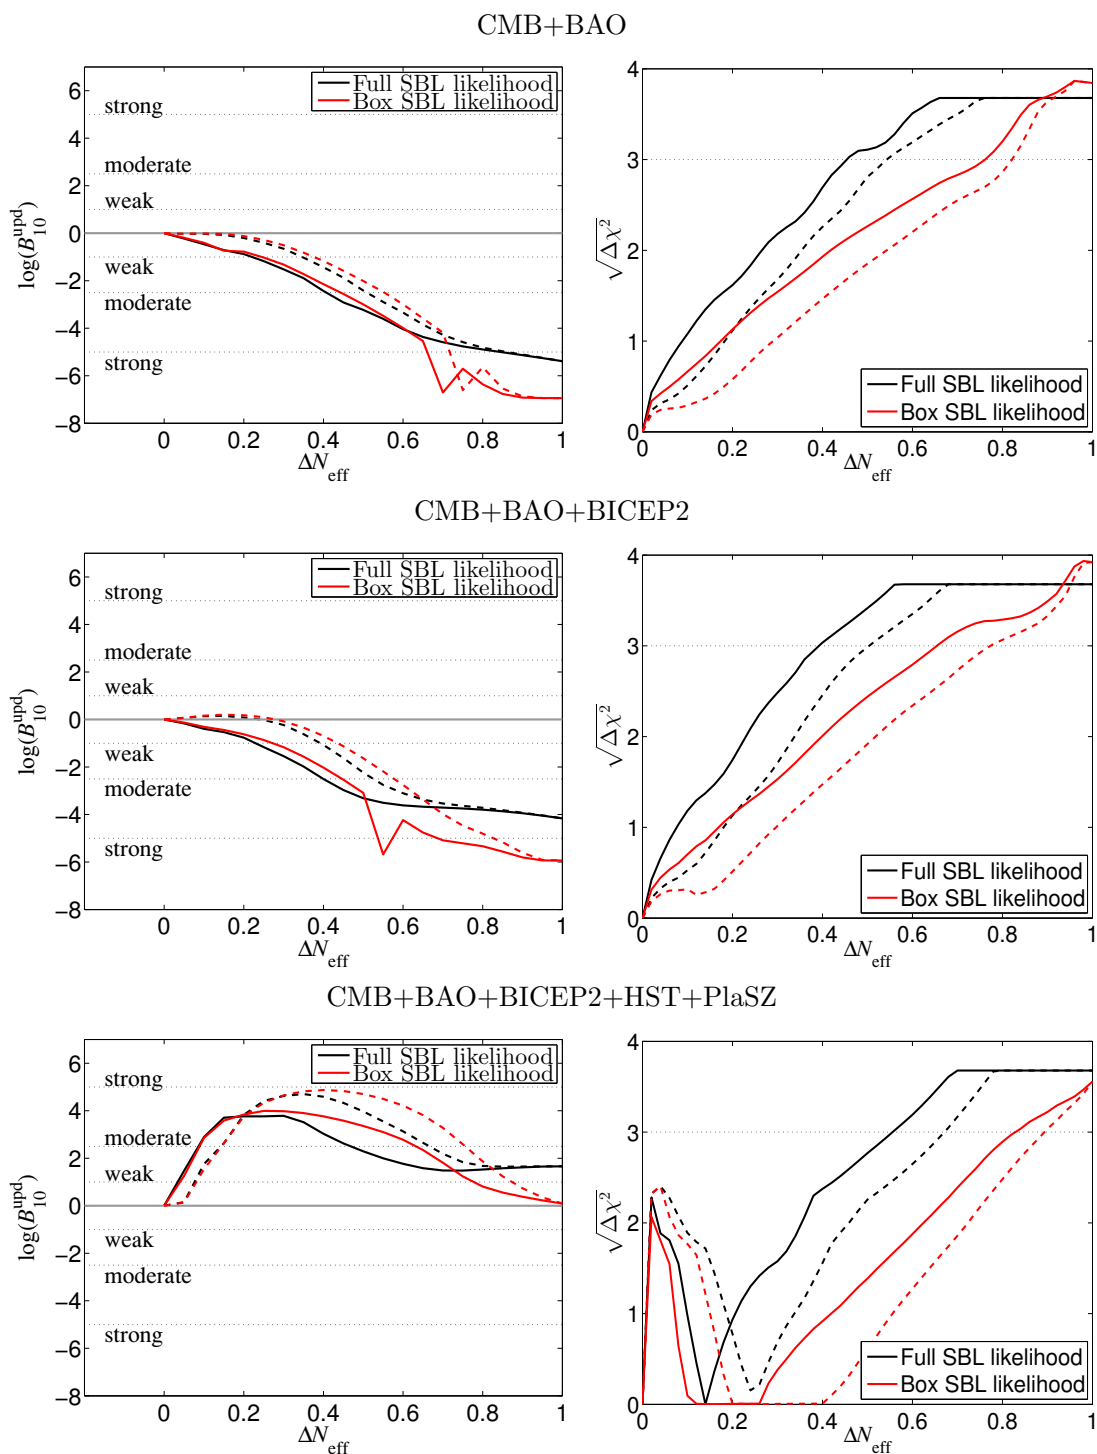 CMB+BAO
6
4
2
0
−2
−4
−6
−8
strong
moderate
weak
weak
moderate
strong
Full SBL likelihood
Box SBL likelihood
log(B^upd_10)
0 0.2 0.4 0.6 0.8 1
ΔN_eff
4
3
2
1
0
√Δχ²
Full SBL likelihood
Box SBL likelihood
0 0.2 0.4 0.6 0.8 1
ΔN_eff
CMB+BAO+BICEP2
6
4
2
0
−2
−4
−6
−8
strong
moderate
weak
weak
moderate
strong
Full SBL likelihood
Box SBL likelihood
log(B^upd_10)
0 0.2 0.4 0.6 0.8 1
ΔN_eff
4
3
2
1
0
√Δχ²
Full SBL likelihood
Box SBL likelihood
0 0.2 0.4 0.6 0.8 1
ΔN_eff
CMB+BAO+BICEP2+HST+PlaSZ
6
4
2
0
−2
−4
−6
−8
strong
moderate
weak
weak
moderate
strong
Full SBL likelihood
Box SBL likelihood
log(B^upd_10)
0 0.2 0.4 0.6 0.8 1
ΔN_eff
4
3
2
1
0
√Δχ²
Full SBL likelihood
Box SBL likelihood
0 0.2 0.4 0.6 0.8 1
ΔN_eff